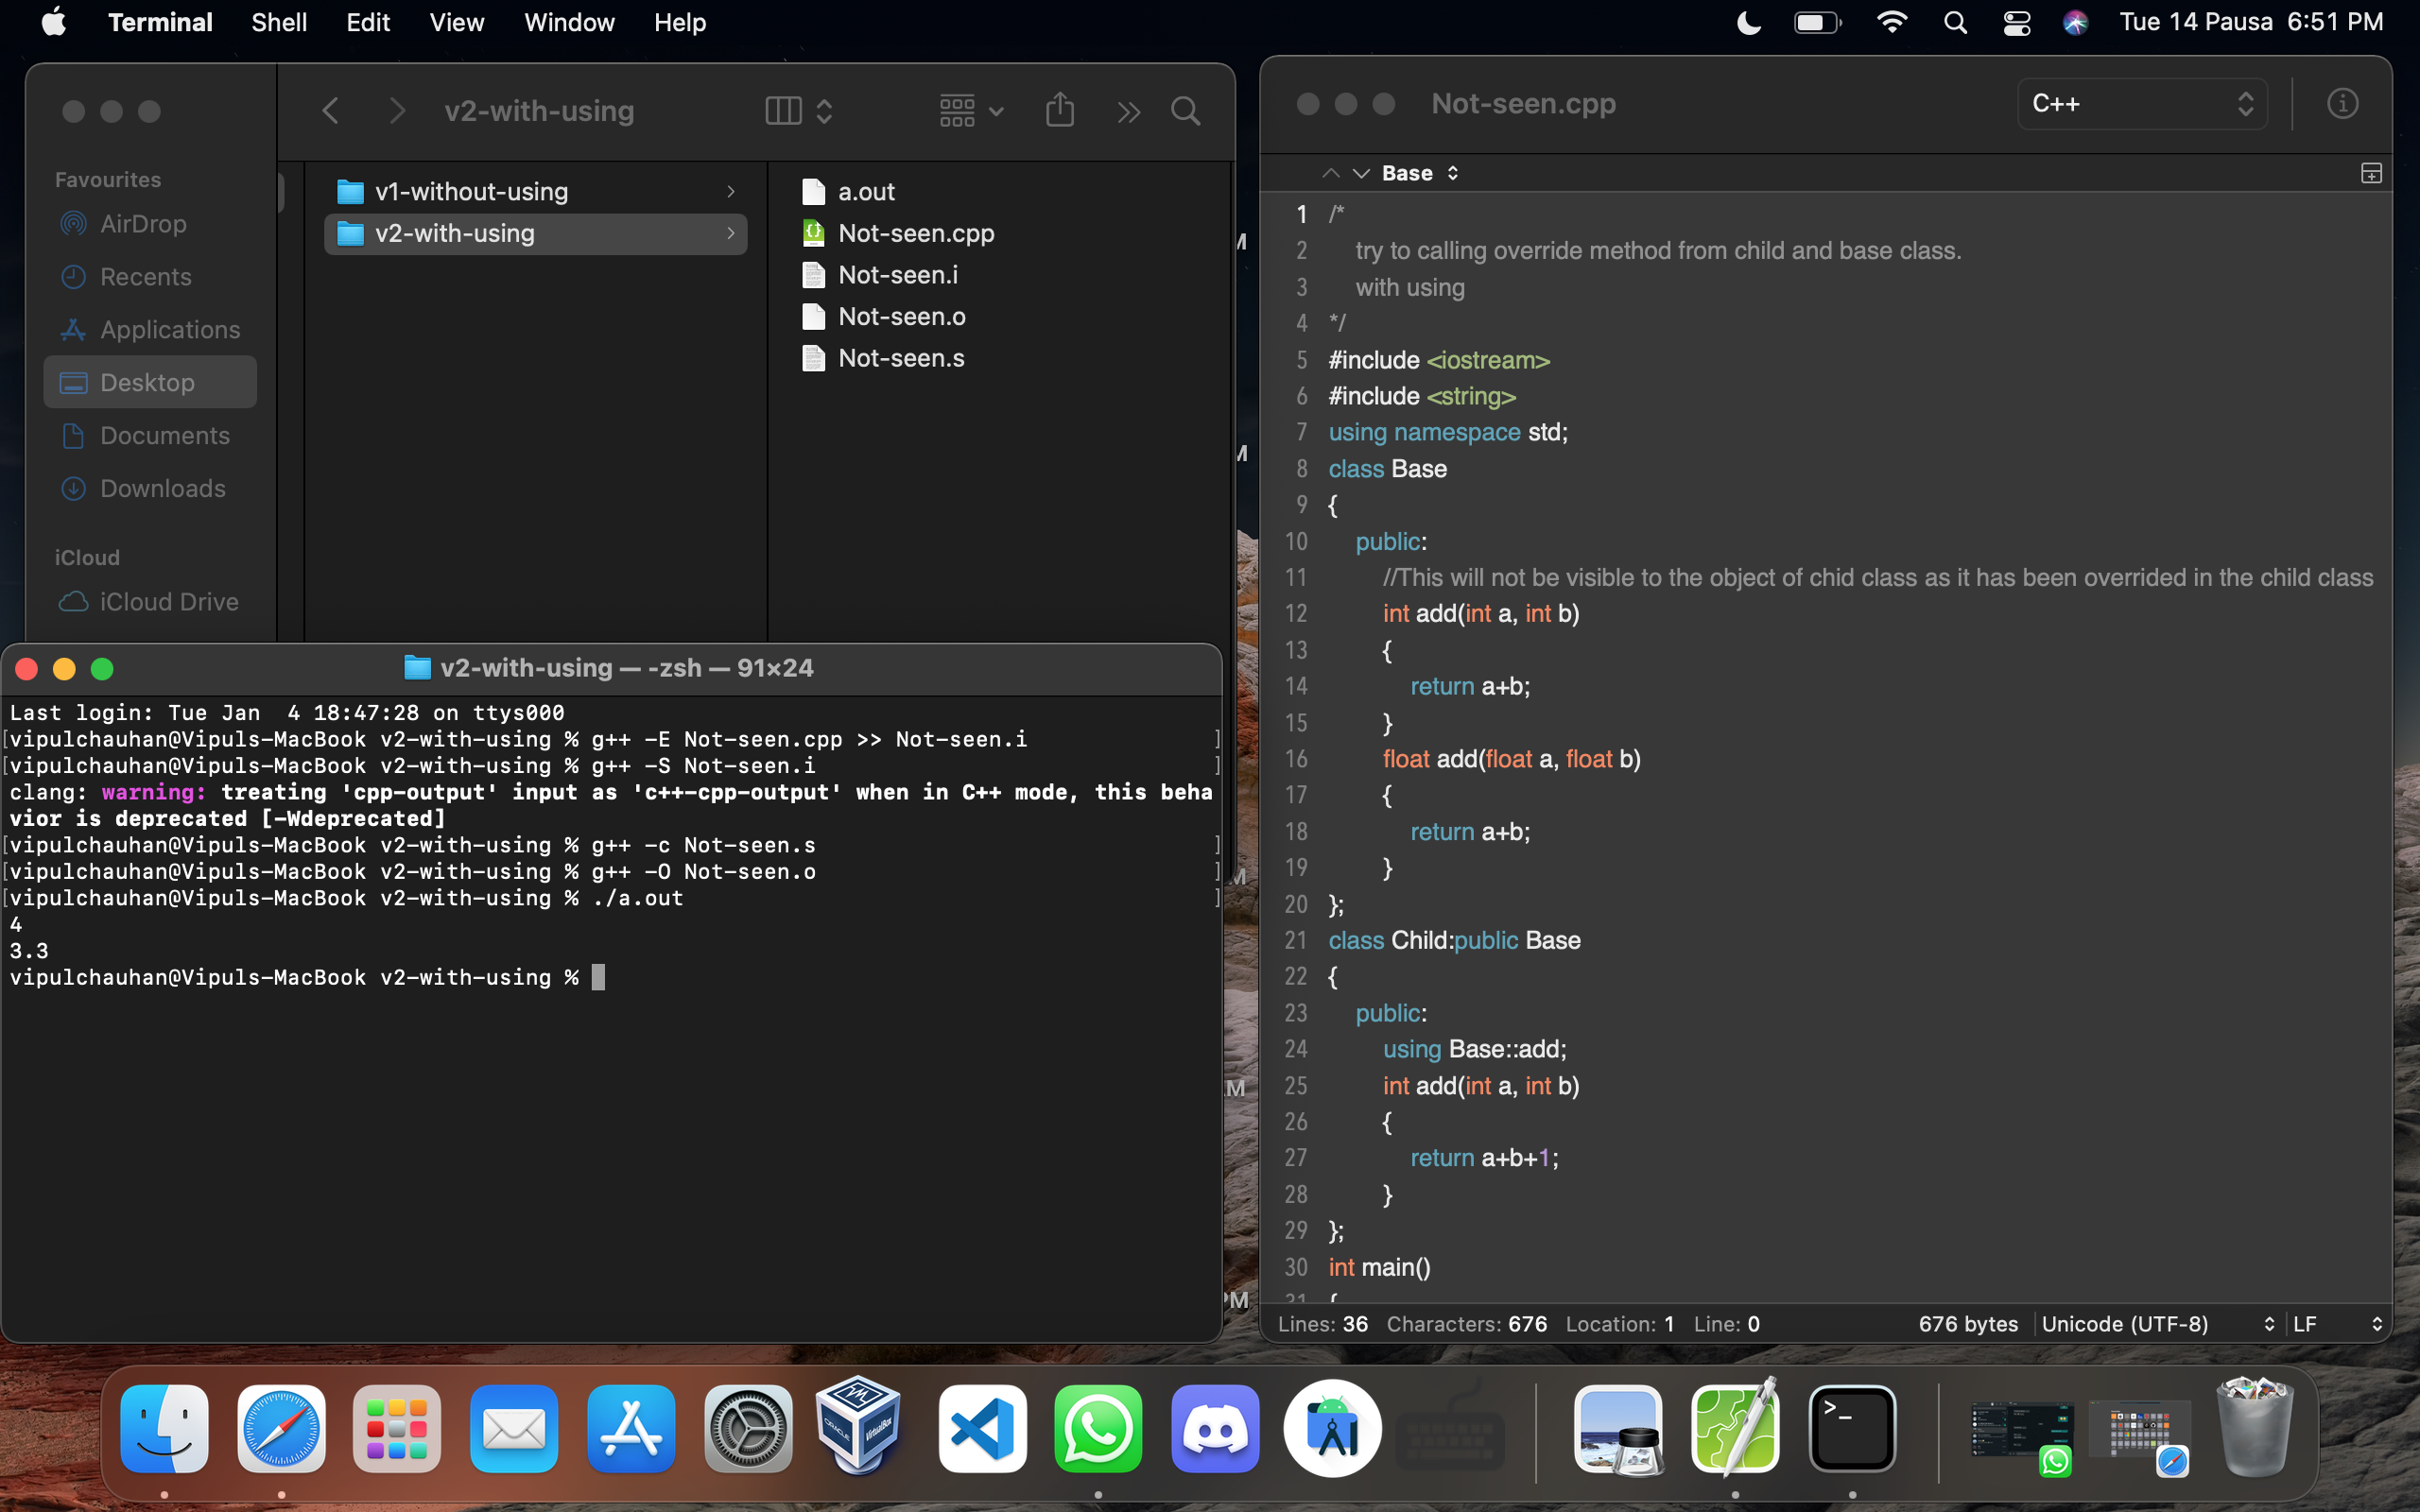 Terminal Shell Edit View Window Help Tue 14 Pausa 6:51 PM
v2-with-using
Favourites
AirDrop
Recents
Applications
Desktop
Documents
Downloads
iCloud
iCloud Drive
v1-without-using
v2-with-using
a.out
Not-seen.cpp
Not-seen.i
Not-seen.o
Not-seen.s
v2-with-using — -zsh — 91×24
Last login: Tue Jan  4 18:47:28 on ttys000
[vipulchauhan@Vipuls-MacBook v2-with-using % g++ -E Not-seen.cpp >> Not-seen.i ]
[vipulchauhan@Vipuls-MacBook v2-with-using % g++ -S Not-seen.i ]
clang: warning: treating 'cpp-output' input as 'c++-cpp-output' when in C++ mode, this beha
vior is deprecated [-Wdeprecated]
[vipulchauhan@Vipuls-MacBook v2-with-using % g++ -c Not-seen.s ]
[vipulchauhan@Vipuls-MacBook v2-with-using % g++ -O Not-seen.o ]
[vipulchauhan@Vipuls-MacBook v2-with-using % ./a.out ]
4
3.3
vipulchauhan@Vipuls-MacBook v2-with-using %
Not-seen.cpp C++
Base
1 /*
2 try to calling override method from child and base class.
3 with using
4 */
5 #include <iostream>
6 #include <string>
7 using namespace std;
8 class Base
9 {
10 public:
11 //This will not be visible to the object of chid class as it has been overrided in the child class
12 int add(int a, int b)
13 {
14 return a+b;
15 }
16 float add(float a, float b)
17 {
18 return a+b;
19 }
20 };
21 class Child:public Base
22 {
23 public:
24 using Base::add;
25 int add(int a, int b)
26 {
27 return a+b+1;
28 }
29 };
30 int main()
31 {
Lines: 36 Characters: 676 Location: 1 Line: 0 676 bytes Unicode (UTF-8) LF